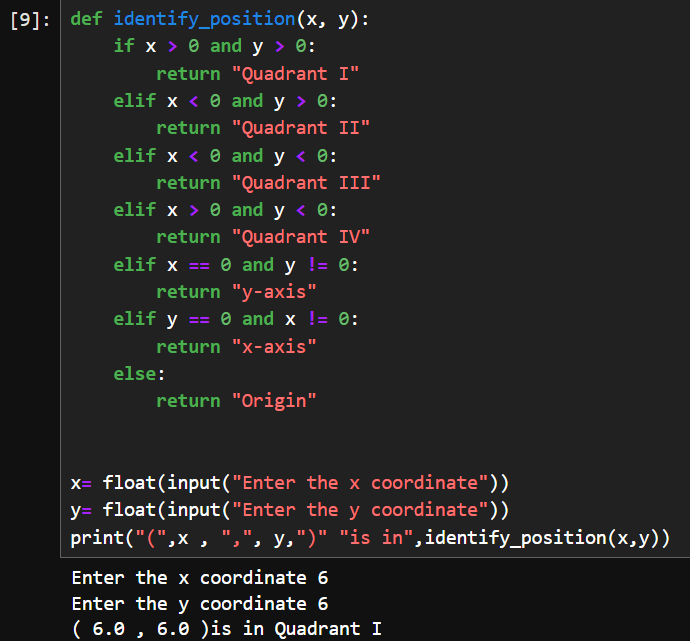 [9]: def identify_position(x, y):
    if x > 0 and y > 0:
        return "Quadrant I"
    elif x < 0 and y > 0:
        return "Quadrant II"
    elif x < 0 and y < 0:
        return "Quadrant III"
    elif x > 0 and y < 0:
        return "Quadrant IV"
    elif x == 0 and y != 0:
        return "y-axis"
    elif y == 0 and x != 0:
        return "x-axis"
    else:
        return "Origin"
x= float(input("Enter the x coordinate"))
y= float(input("Enter the y coordinate"))
print("(",x , ",", y,")" "is in",identify_position(x,y))
Enter the x coordinate 6
Enter the y coordinate 6
( 6.0 , 6.0 )is in Quadrant I